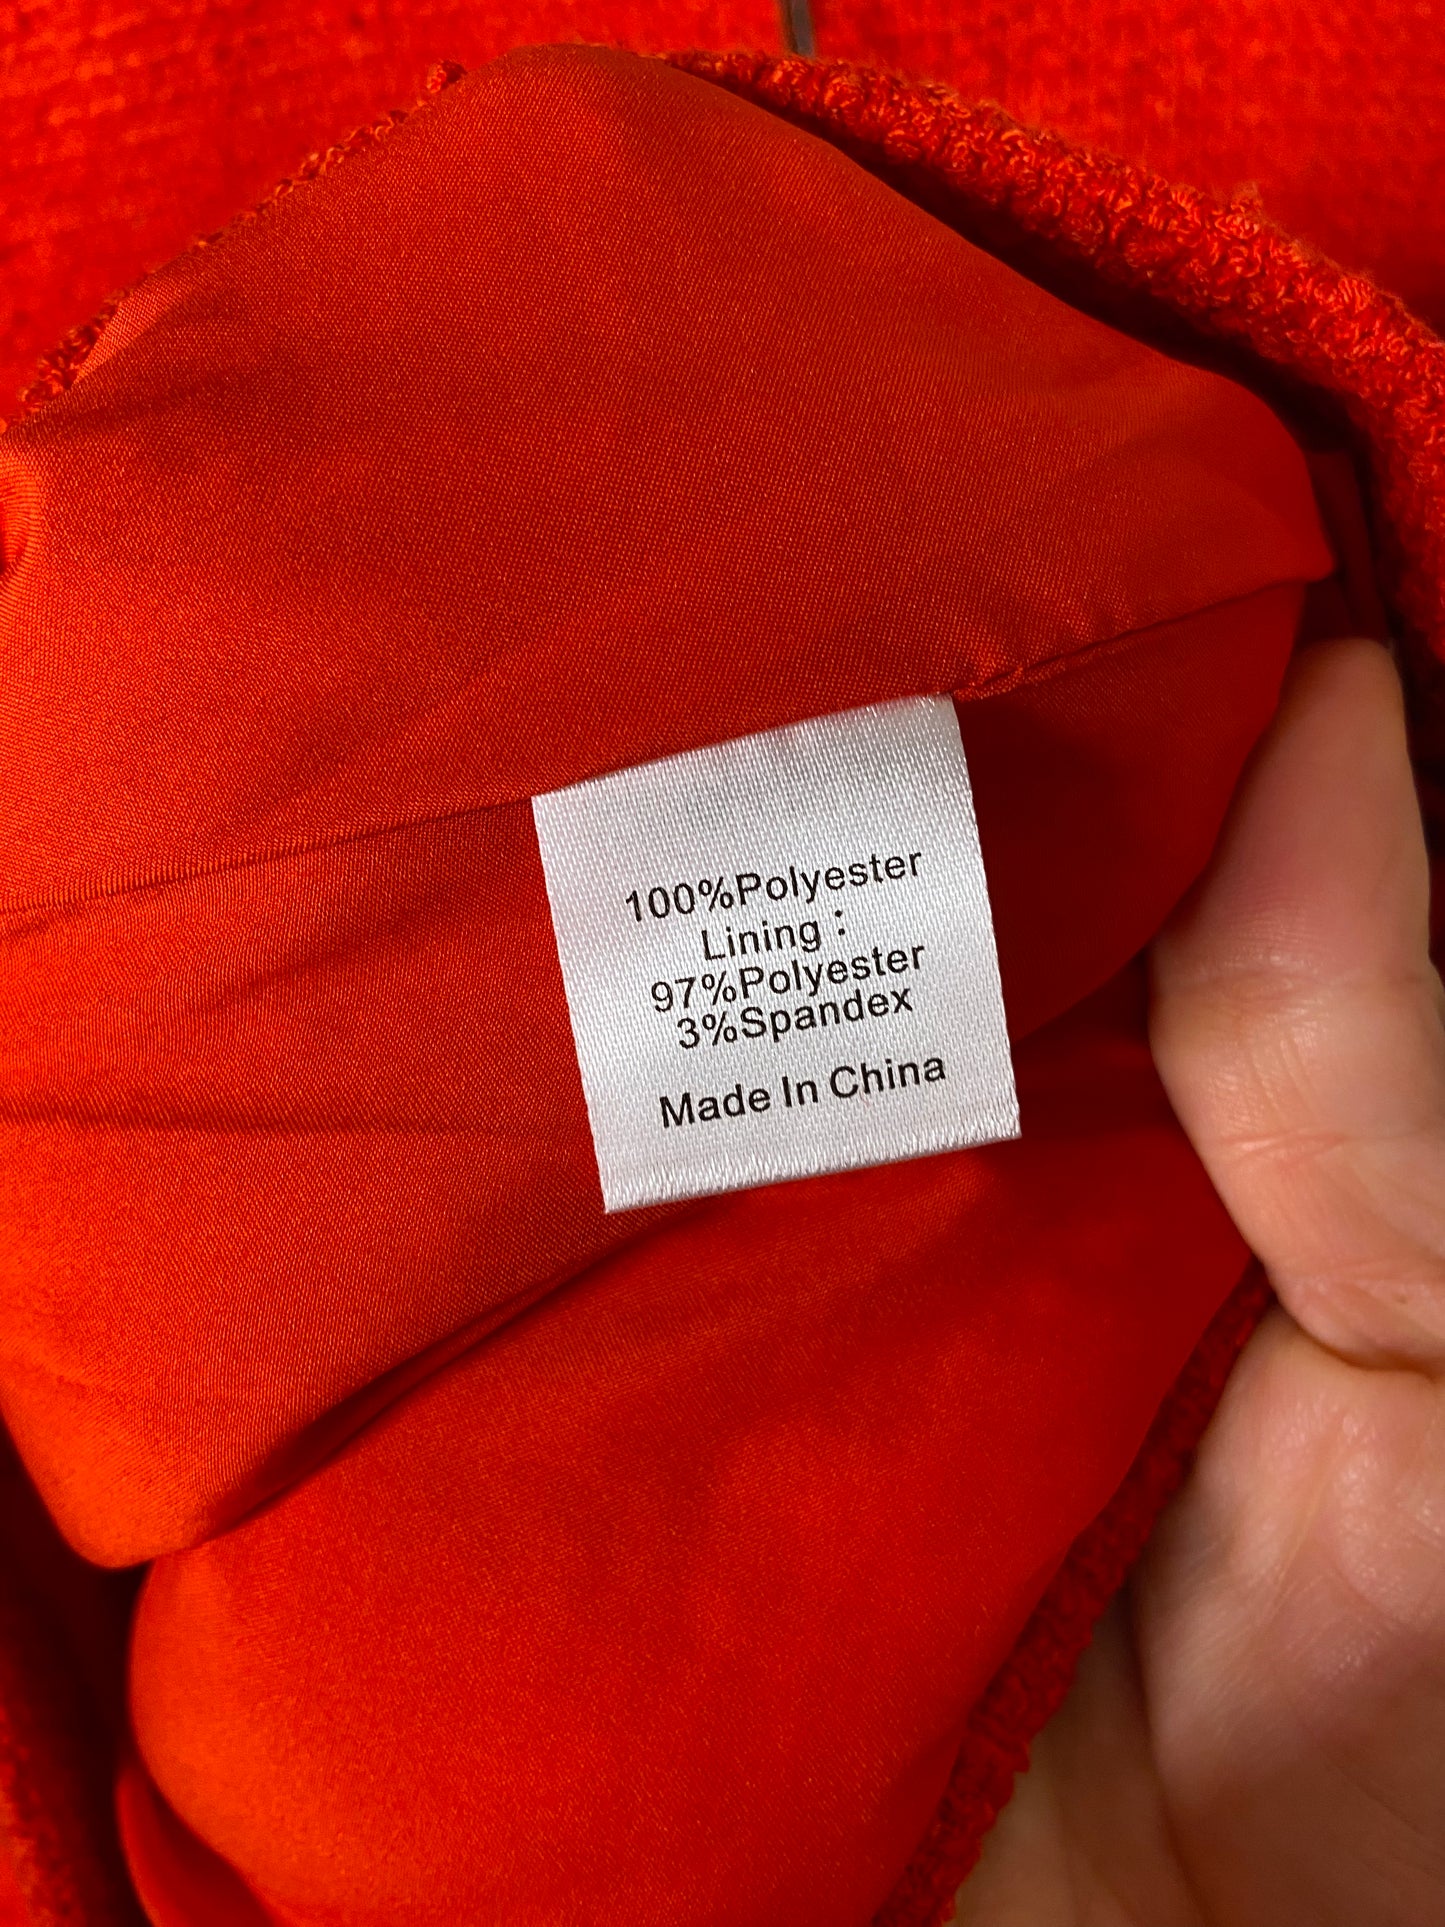 100%Polyester
Lining :
97%Polyester
3%Spandex
Made In China